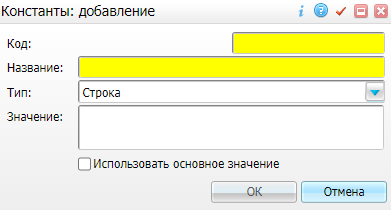 Константы: добавление
Код:
Название:
Тип: Строка
Значение:
Использовать основное значение
ОК Отмена